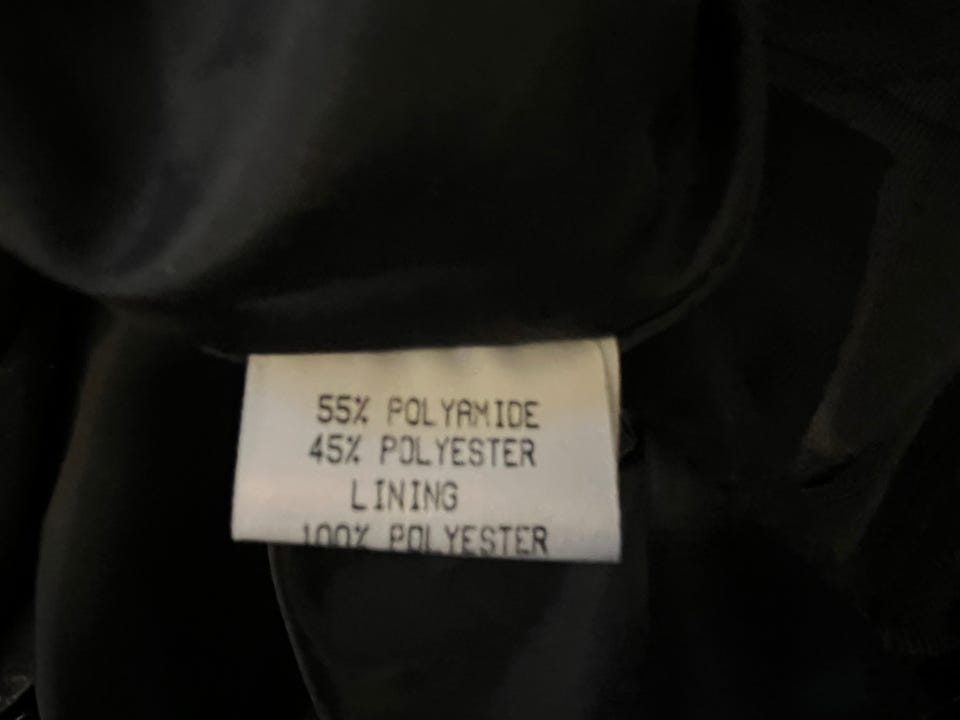 55% POLYAMIDE
45% POLYESTER
LINING
100% POLYESTER